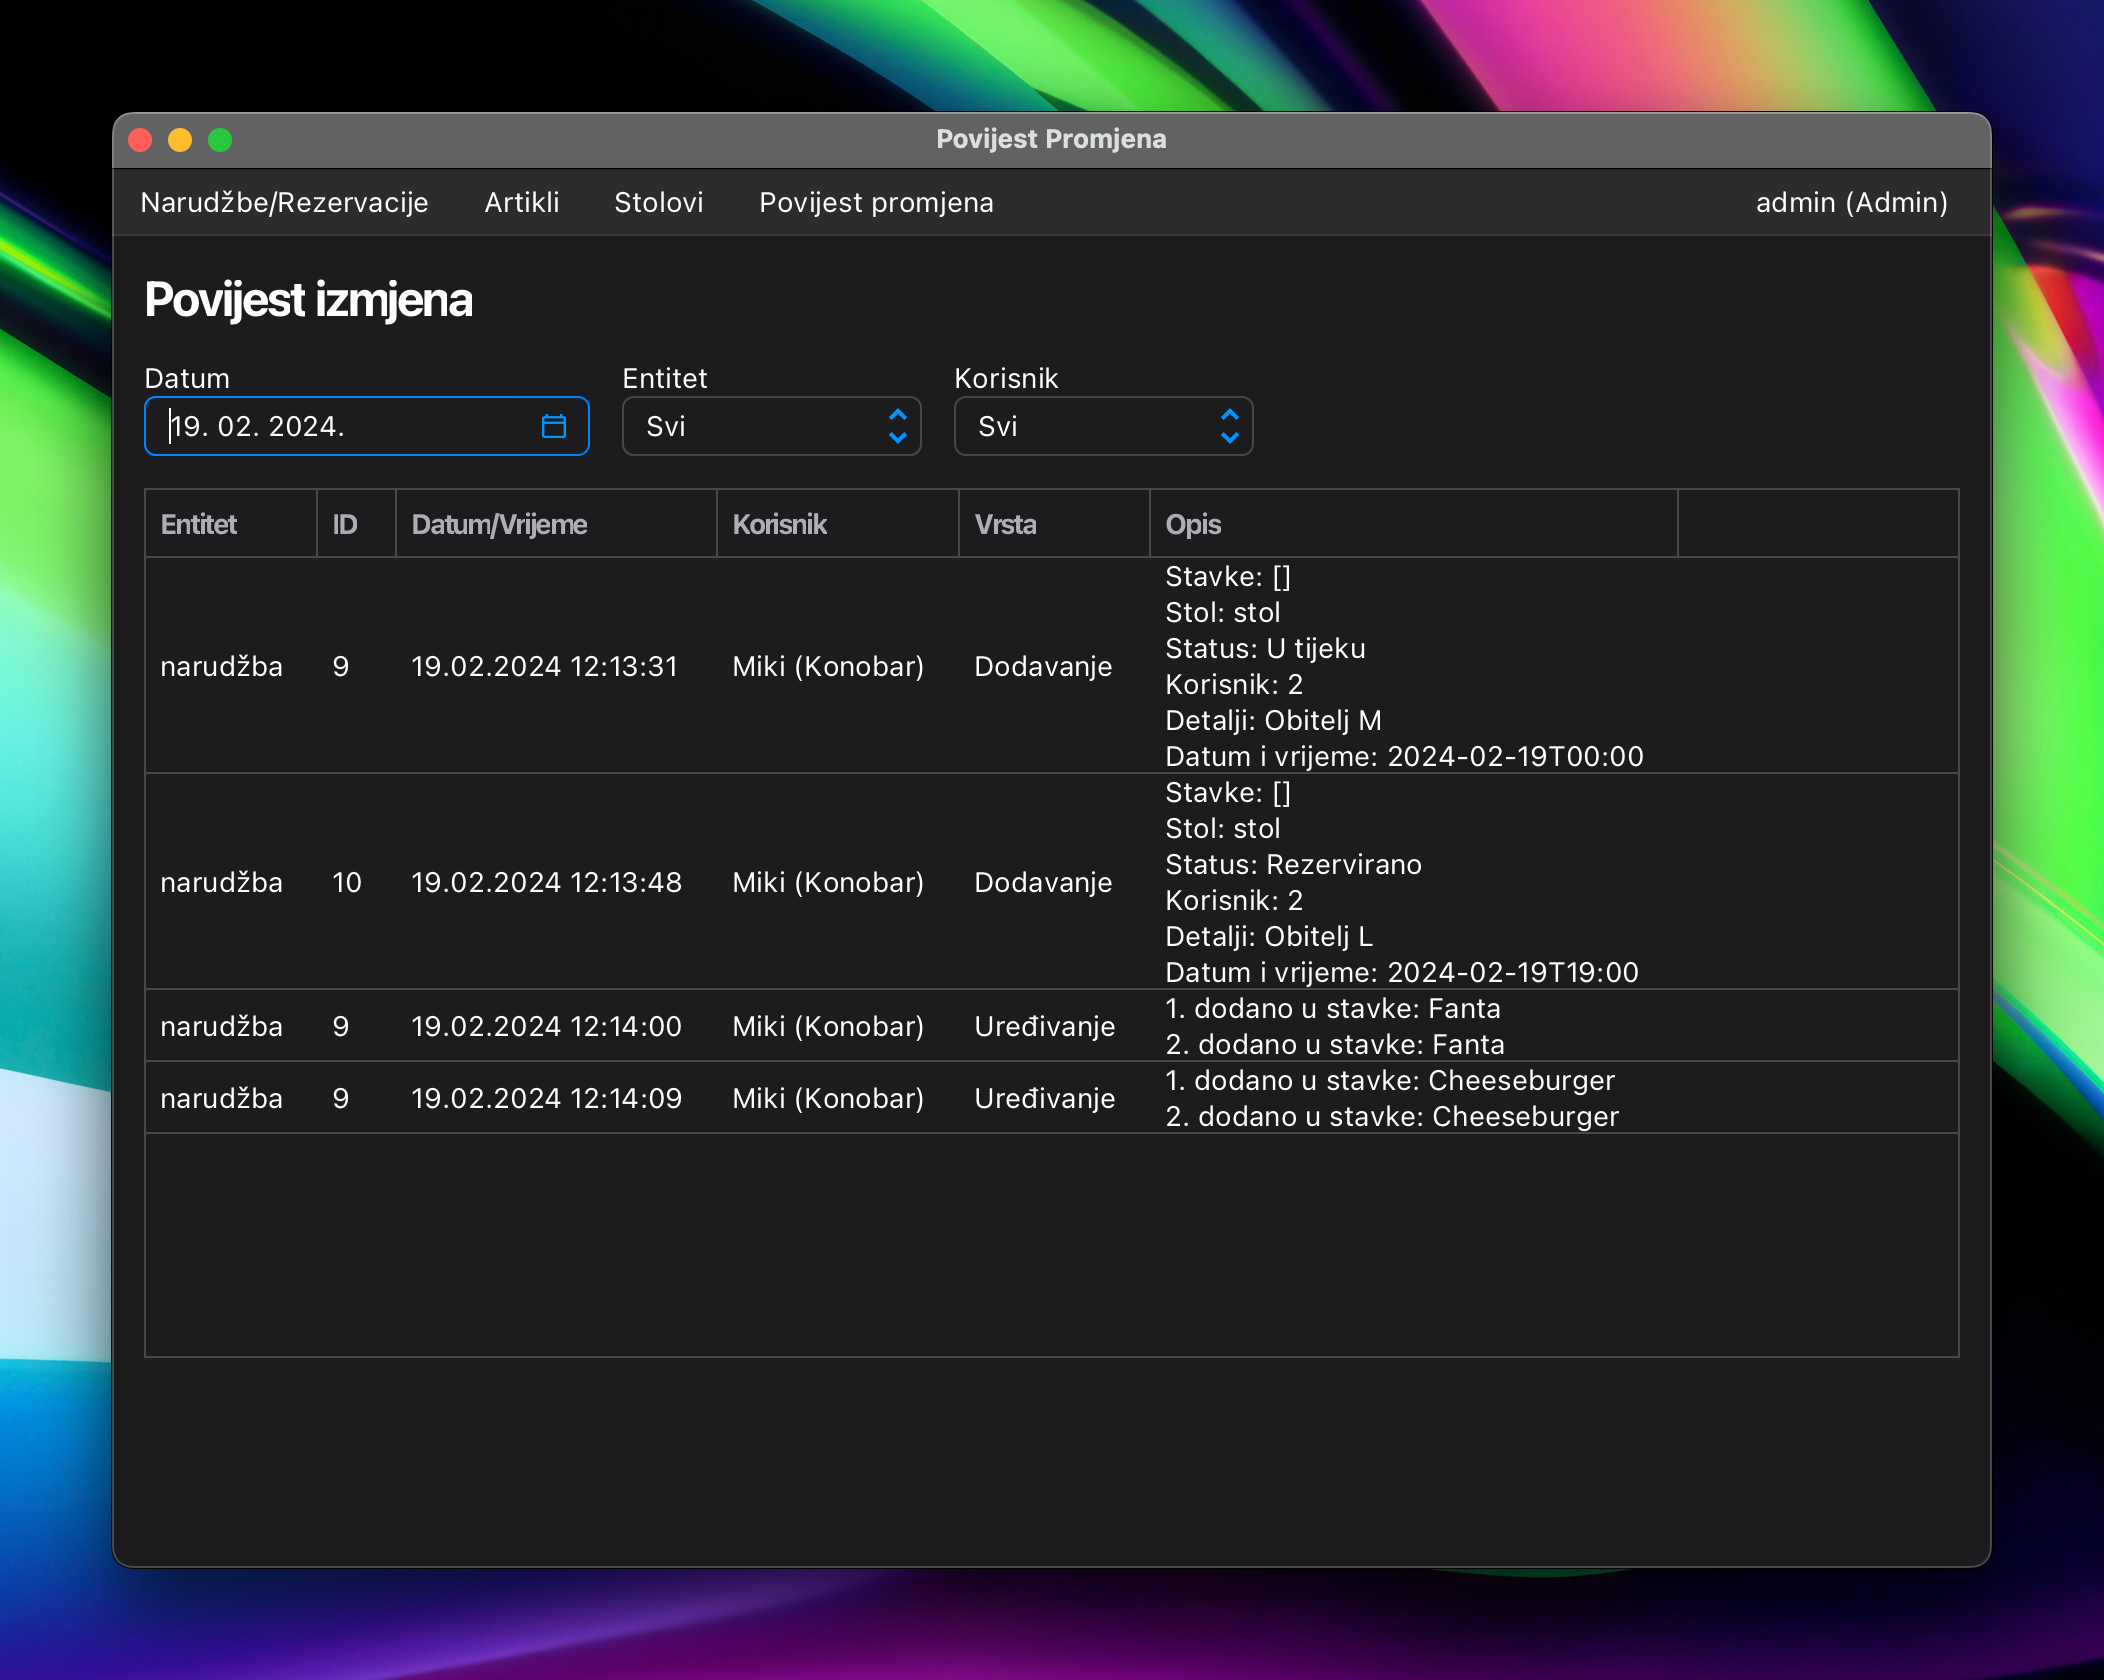 Povijest Promjena
Narudžbe/Rezervacije Artikli Stolovi Povijest promjena admin (Admin)
Povijest izmjena
Datum Entitet Korisnik
19. 02. 2024. Svi Svi
Entitet ID Datum/Vrijeme Korisnik Vrsta Opis
Stavke: []
Stol: stol
Status: U tijeku
narudžba 9 19.02.2024 12:13:31 Miki (Konobar) Dodavanje
Korisnik: 2
Detalji: Obitelj M
Datum i vrijeme: 2024-02-19T00:00
Stavke: []
Stol: stol
Status: Rezervirano
narudžba 10 19.02.2024 12:13:48 Miki (Konobar) Dodavanje
Korisnik: 2
Detalji: Obitelj L
Datum i vrijeme: 2024-02-19T19:00
narudžba 9 19.02.2024 12:14:00 Miki (Konobar) Uređivanje
1. dodano u stavke: Fanta
2. dodano u stavke: Fanta
narudžba 9 19.02.2024 12:14:09 Miki (Konobar) Uređivanje
1. dodano u stavke: Cheeseburger
2. dodano u stavke: Cheeseburger